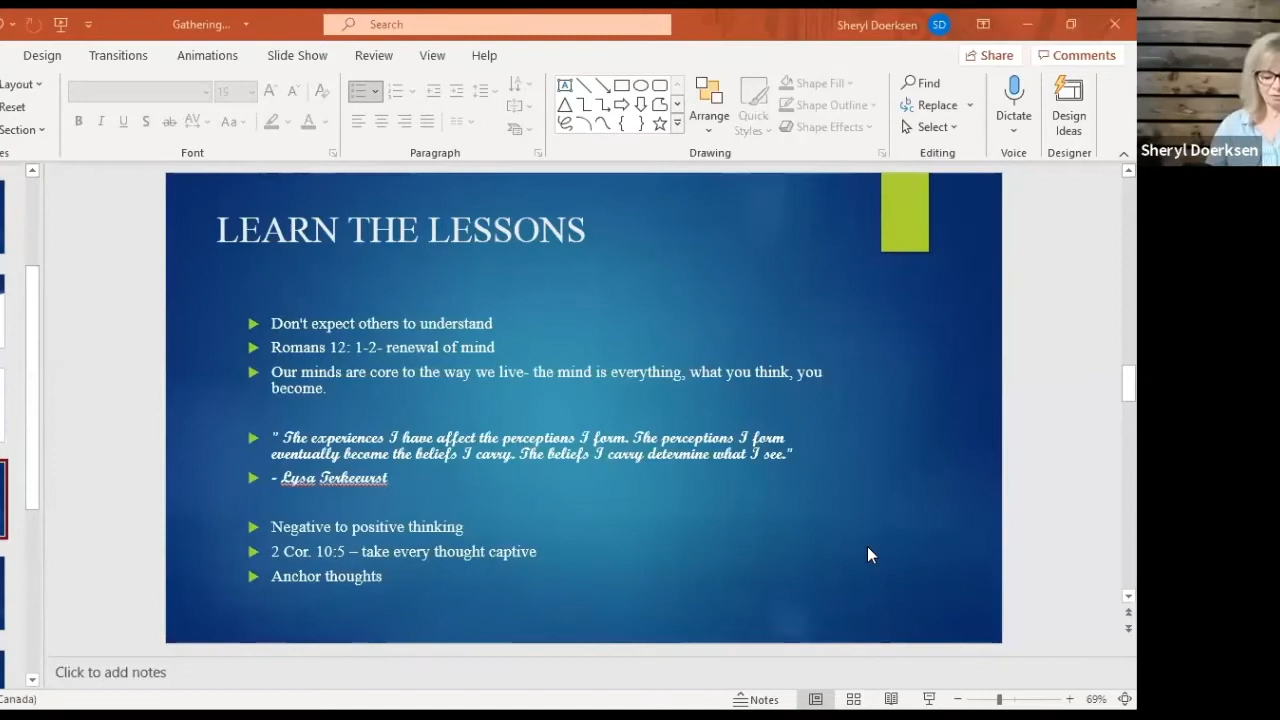 Gathering...
Search
Sheryl Doerksen
SD
Design
Transitions
Animations
Slide Show
Review
View
Help
Share
Comments
Layout
Reset
Section
15
Font
Paragraph
Arrange
Quick
Styles
Shape Fill
Shape Outline
Shape Effects
Drawing
Find
Replace
Select
Editing
Dictate
Voice
Design
Ideas
Designer
Sheryl Doerksen
LEARN THE LESSONS
Don't expect others to understand
Romans 12: 1-2- renewal of mind
Our minds are core to the way we live- the mind is everything, what you think, you
become.
" The experiences I have affect the perceptions I form. The perceptions I form
eventually become the beliefs I carry. The beliefs I carry determine what I see."
- Lysa Terkeeurst
Negative to positive thinking
2 Cor. 10:5 – take every thought captive
Anchor thoughts
Click to add notes
Canada)
Notes
69%